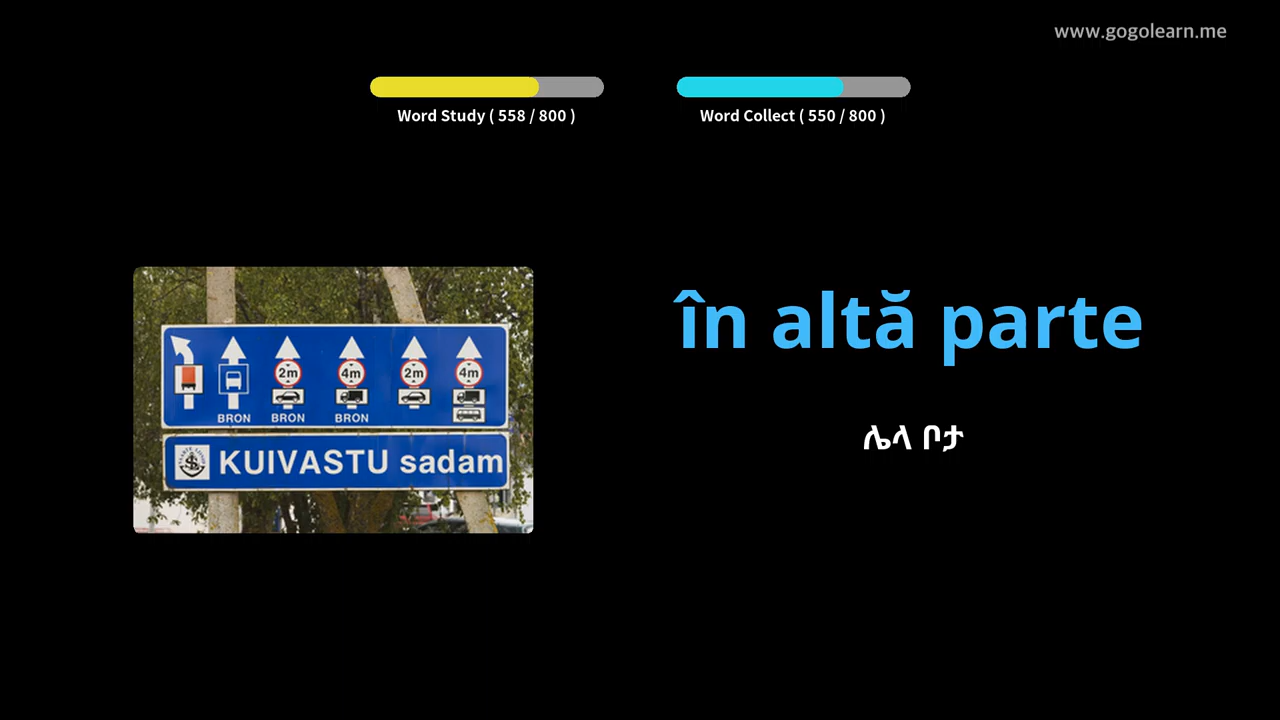 www.gogolearn.me
Word Study ( 558 / 800 )
Word Collect ( 550 / 800 )
în altă parte
ሌላ ቦታ
2m 4m 2m 4m
BRON BRON BRON
KUIVASTU sadam